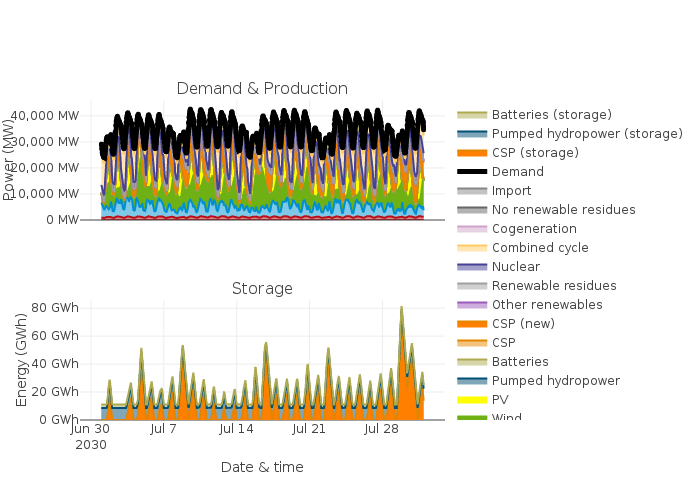 Demand & Production
Power (MW)
40,000 MW
30,000 MW
20,000 MW
10,000 MW
0 MW
Storage
Energy (GWh)
80 GWh
60 GWh
40 GWh
20 GWh
0 GWh
Jun 30
2030
Jul 7
Jul 14
Jul 21
Jul 28
Date & time
Batteries (storage)
Pumped hydropower (storage)
CSP (storage)
Demand
Import
No renewable residues
Cogeneration
Combined cycle
Nuclear
Renewable residues
Other renewables
CSP (new)
CSP
Batteries
Pumped hydropower
PV
Wind